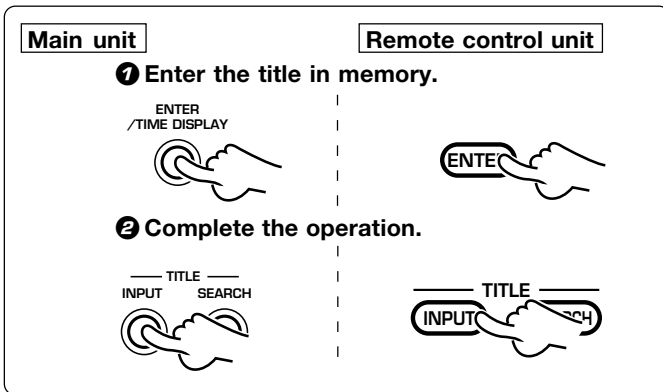 Main unit Remote control unit
❶ Enter the title in memory.
ENTER
/TIME DISPLAY
ENTE
❷ Complete the operation.
TITLE
INPUT SEARCH
TITLE
INPUT RCH